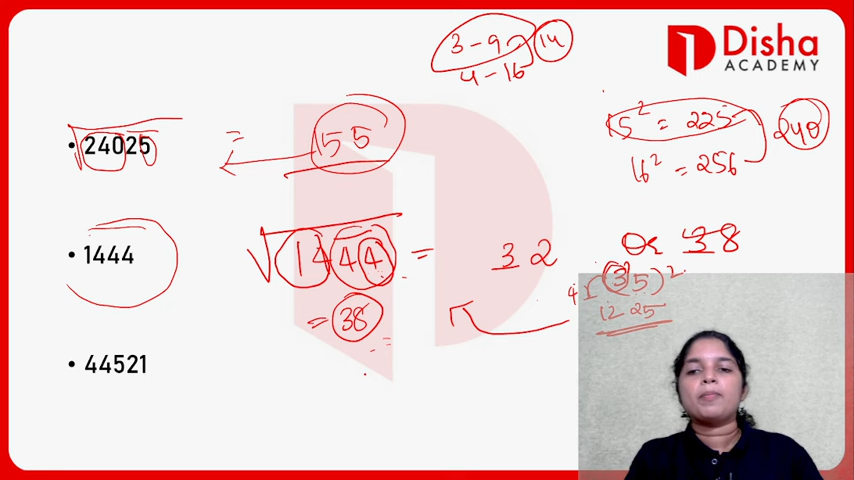 3 - 9 14
4 - 16
Disha
ACADEMY
• 24025 = 155
15² = 225
240
16² = 256
• 1444
√1444 = 32 or 38
(35)²
1225
= 38
• 44521